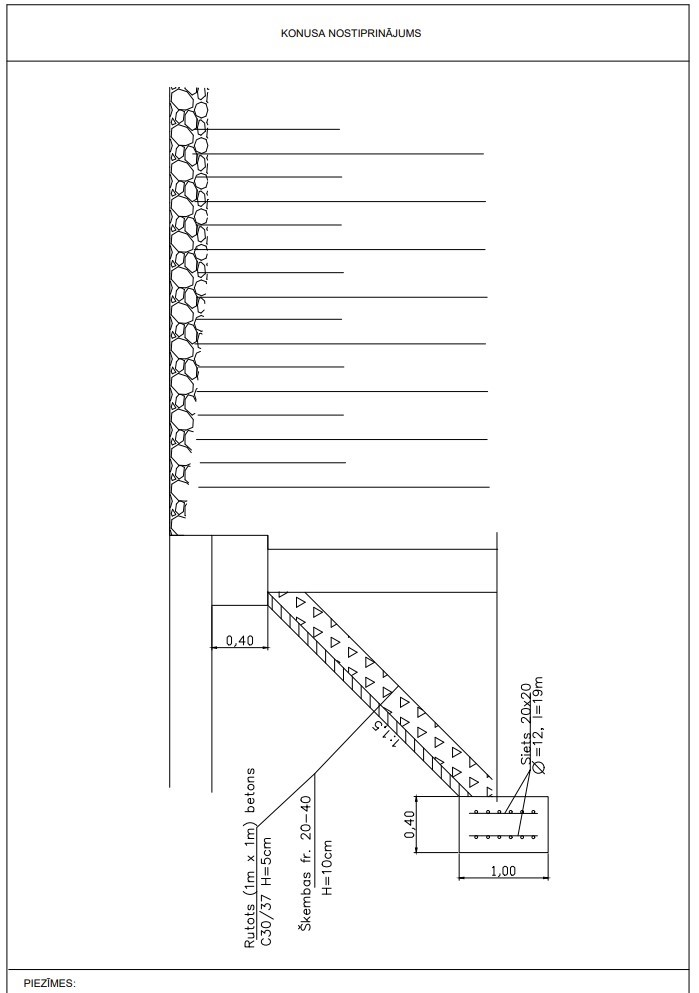 KONUSA NOSTIPRINĀJUMS
0,40
1:1,5
Siets 20x20
Ø=12, l=19m
Rutots (1m x 1m) betons
C30/37 H=5cm
Škembas fr. 20-40
H=10cm
0,40
1,00
PIEZĪMES: